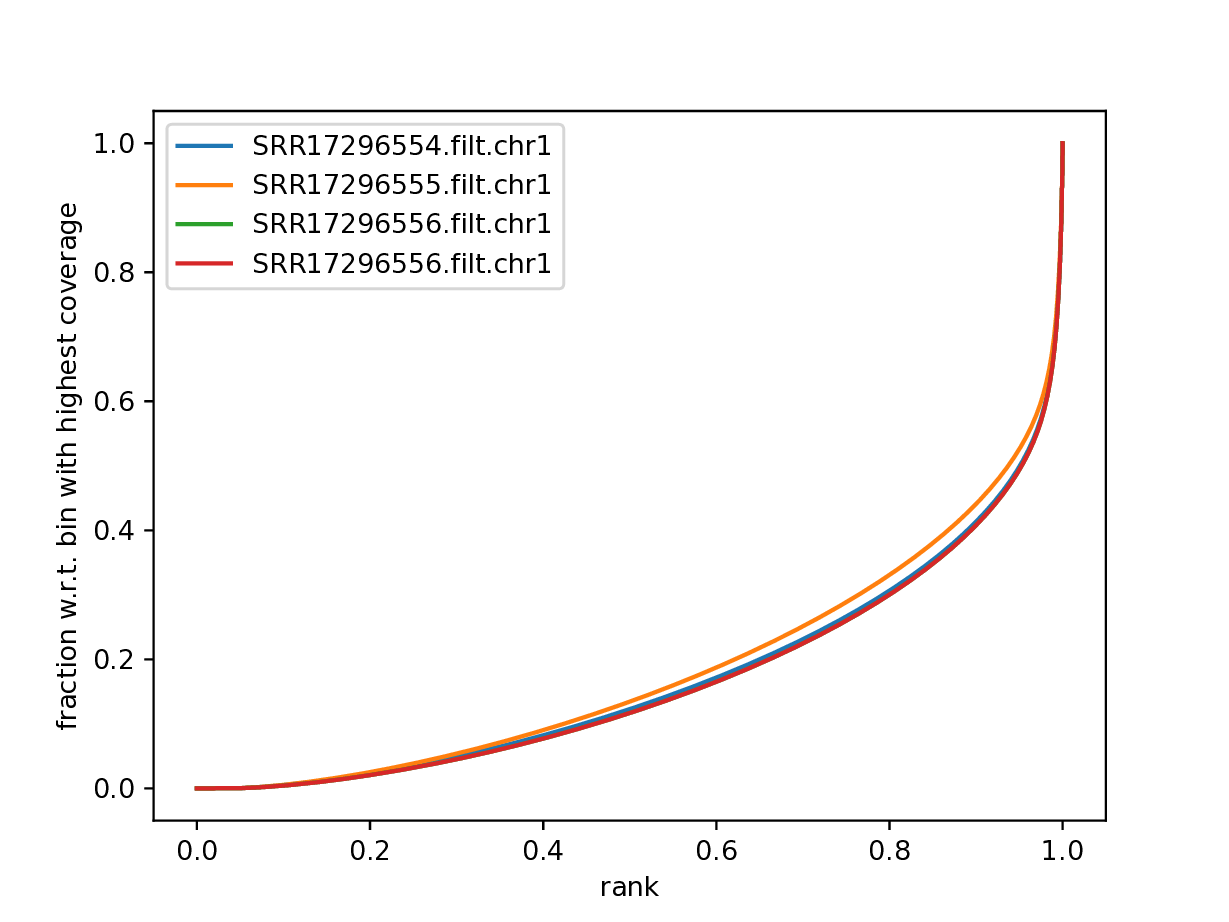 SRR17296554.filt.chr1
SRR17296555.filt.chr1
SRR17296556.filt.chr1
SRR17296556.filt.chr1
fraction w.r.t. bin with highest coverage
1.0
0.8
0.6
0.4
0.2
0.0
0.0 0.2 0.4 0.6 0.8 1.0
rank